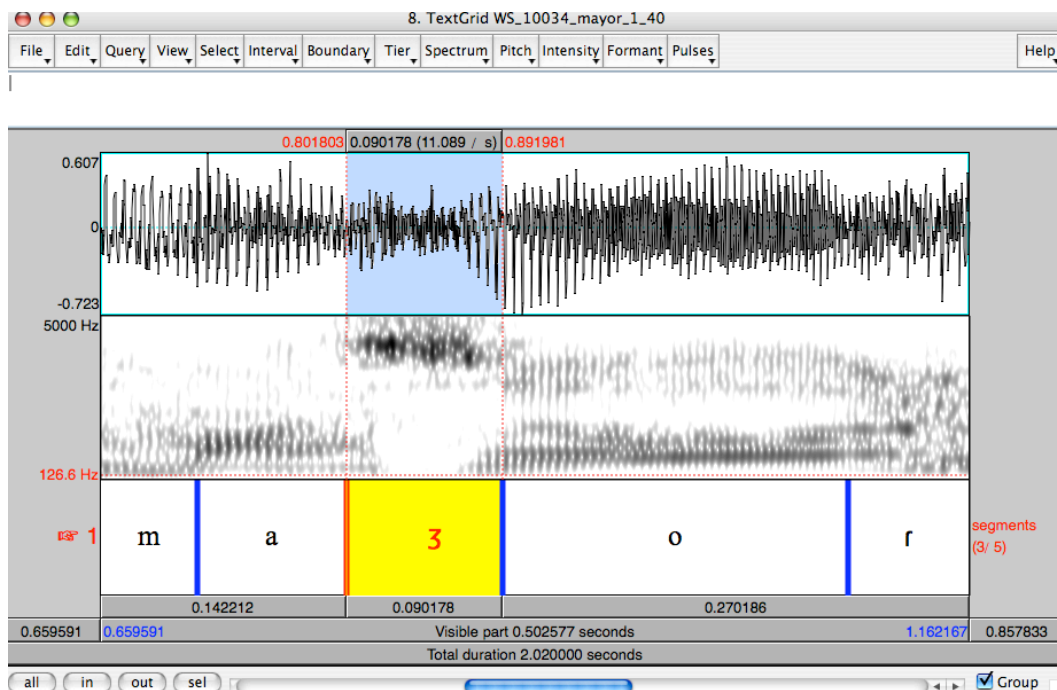 8. TextGrid WS_10034_mayor_1_40
File Edit Query View Select Interval Boundary Tier Spectrum Pitch Intensity Formant Pulses Help
0.801803 0.090178 (11.089 / s) 0.891981
0.607
0
-0.723
5000 Hz
126.6 Hz
☞ 1 m a ʒ o ɾ segments
(3/ 5)
0.142212 0.090178 0.270186
0.659591 0.659591 Visible part 0.502577 seconds 1.162167 0.857833
Total duration 2.020000 seconds
all in out sel Group